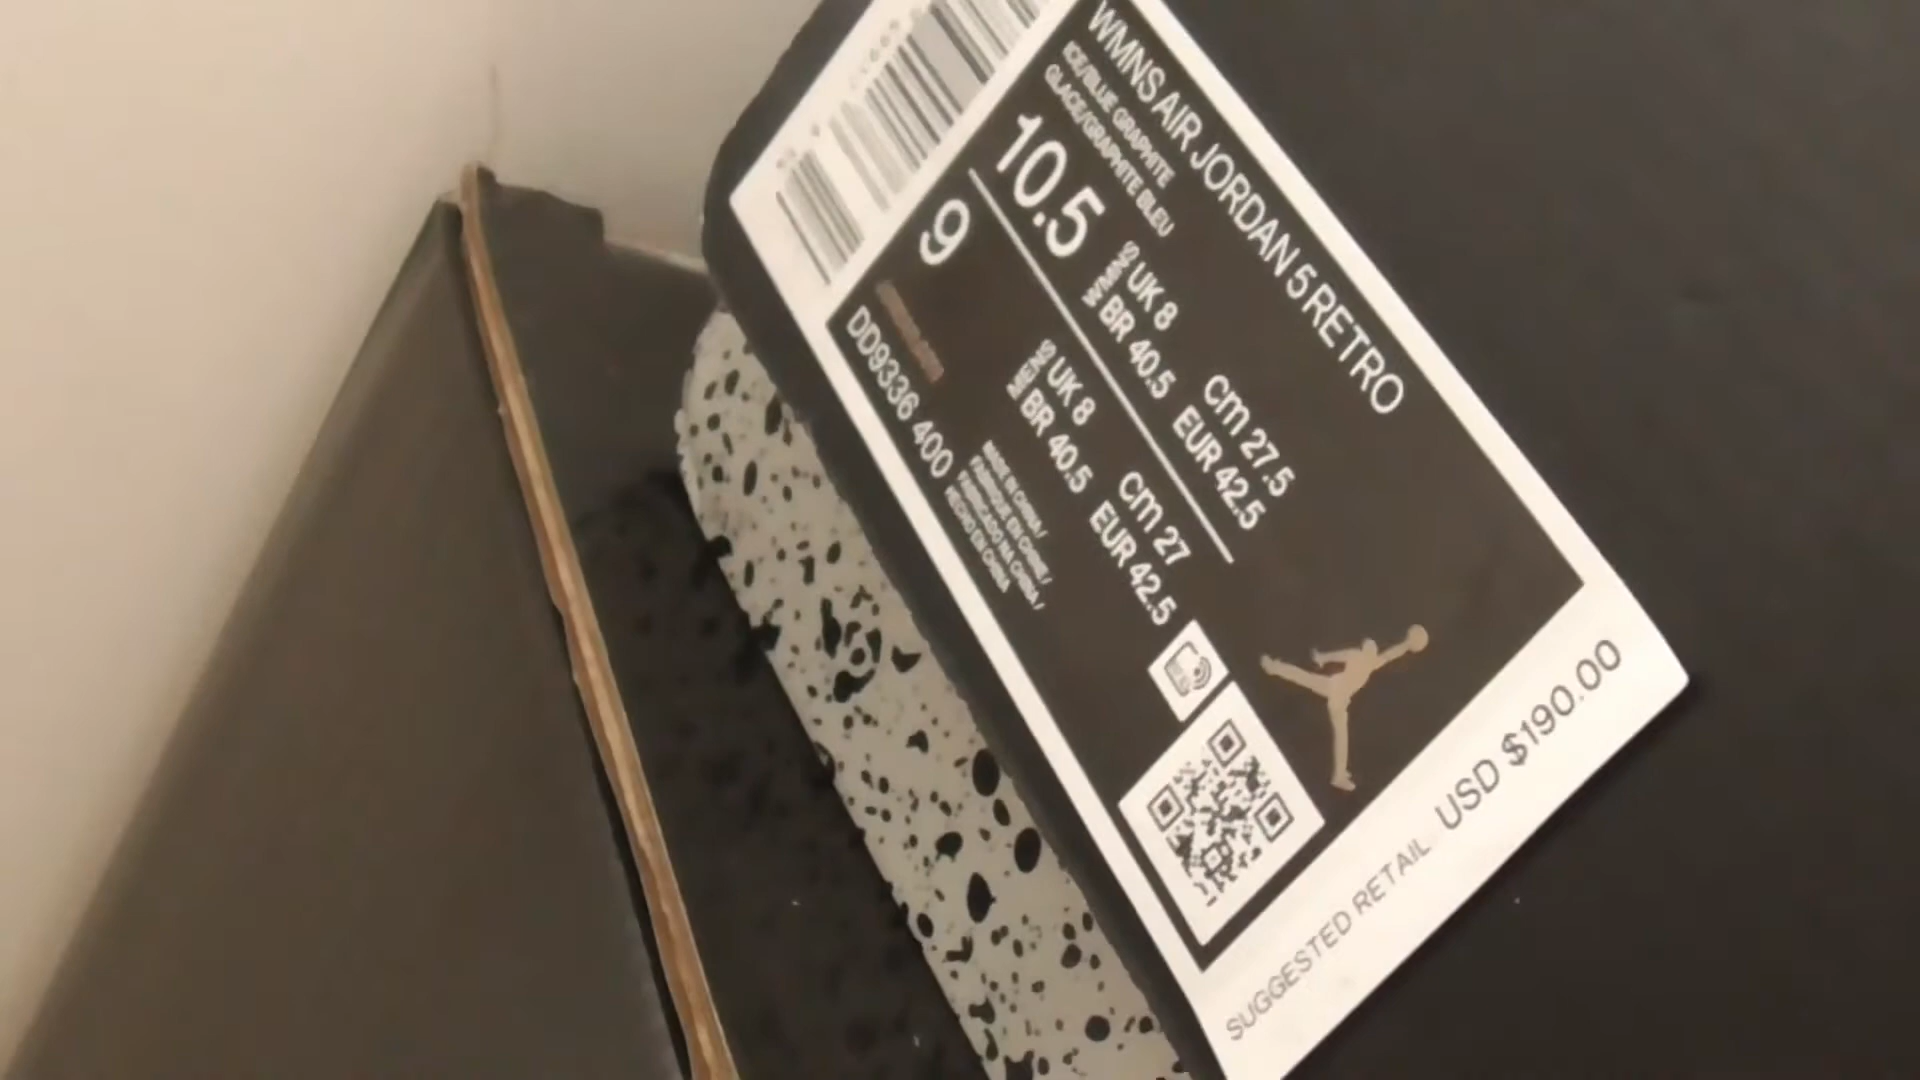 WMNS AIR JORDAN 5 RETRO
ICE/BLUE GRAPHITE
GLACE/GRAPHITE BLEU
10.5
WMNS
UK 8
CM 27.5
BR 40.5
EUR 42.5
9
MENS
UK 8
CM 27
BR 40.5
EUR 42.5
DD9336 400
MADE IN CHINA/
FABRIQUE EN CHINE/
FABRICADO NA CHINA/
HECHO EN CHINA
SUGGESTED RETAIL USD $190.00